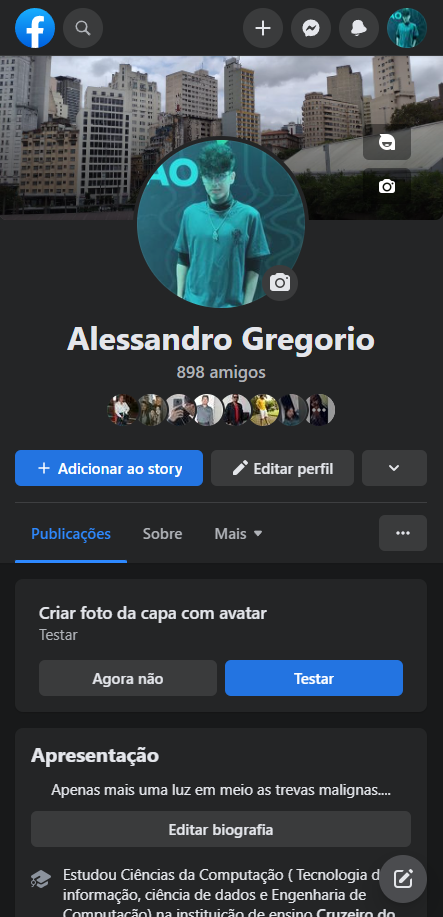 AO
Alessandro Gregorio
898 amigos
+ Adicionar ao story
Editar perfil
Publicações
Sobre
Mais
Criar foto da capa com avatar
Testar
Agora não
Testar
Apresentação
Apenas mais uma luz em meio as trevas malignas....
Editar biografia
Estudou Ciências da Computação ( Tecnologia d
informação, ciência de dados e Engenharia de
Computação) na instituição de ensino Cruzeiro do